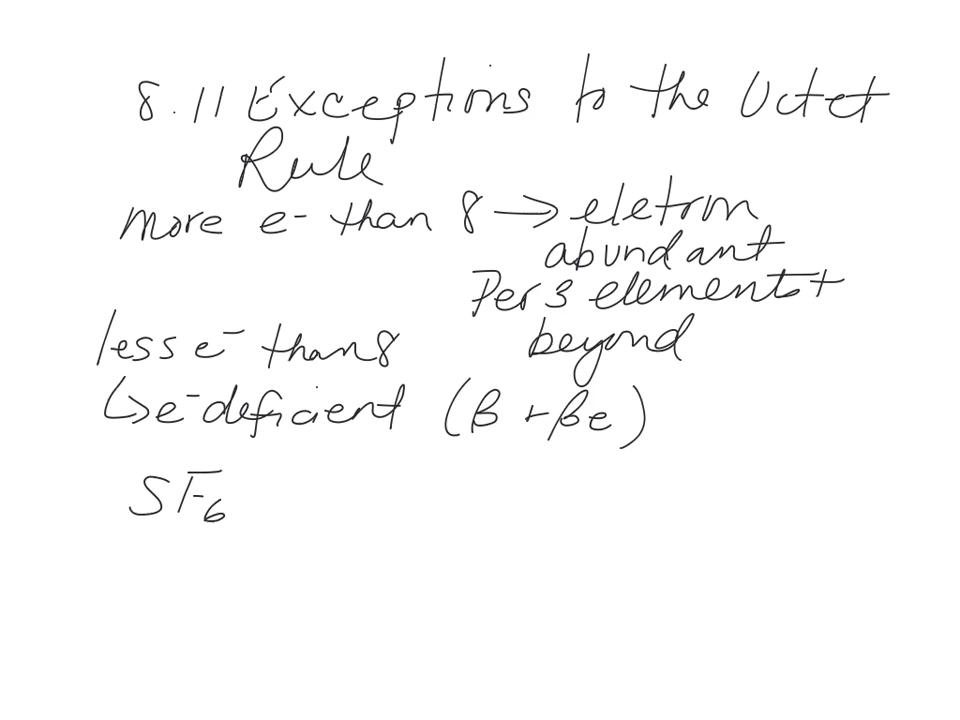 8.11 Exceptions to the Octet
Rule
more e- than 8 → eletron
abundant
Per 3 elements +
beyond
less e⁻ than 8
↳ e⁻ deficient (B + Be)
SF₆